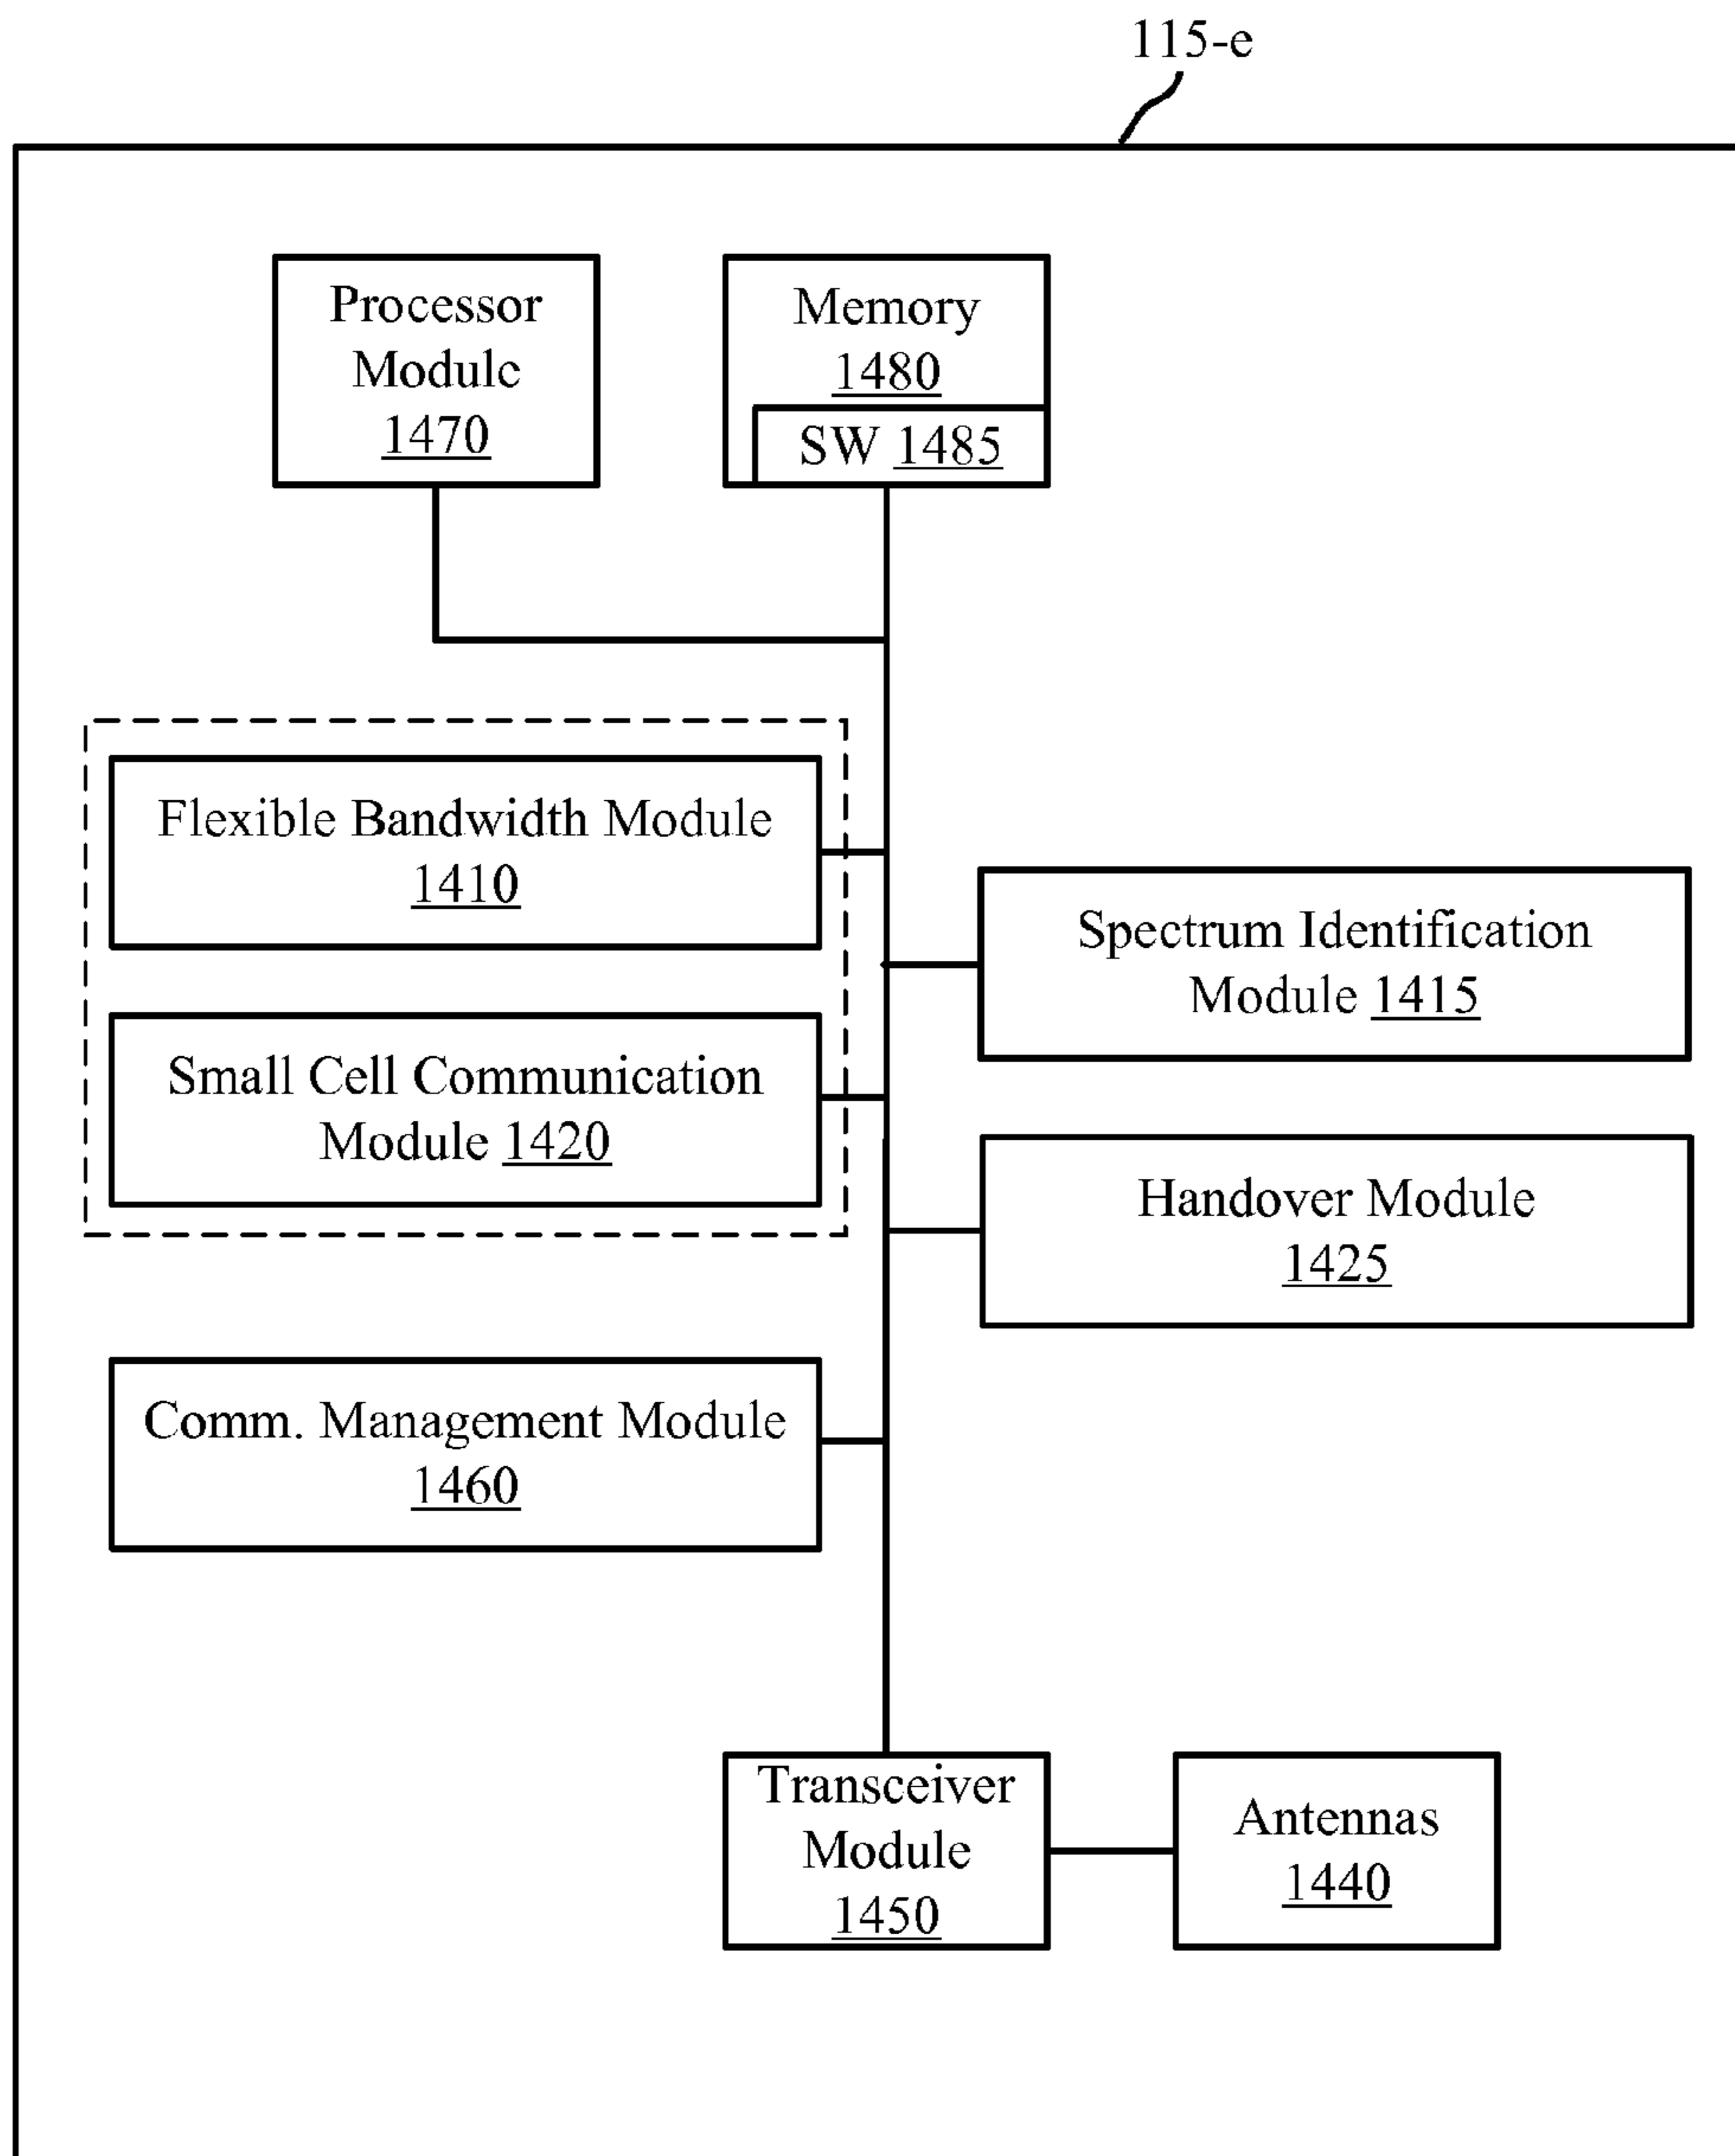 115-e
Processor
Module
1470
Memory
1480
SW 1485
Flexible Bandwidth Module
1410
Spectrum Identification
Module 1415
Small Cell Communication
Module 1420
Handover Module
1425
Comm. Management Module
1460
Transceiver
Module
1450
Antennas
1440